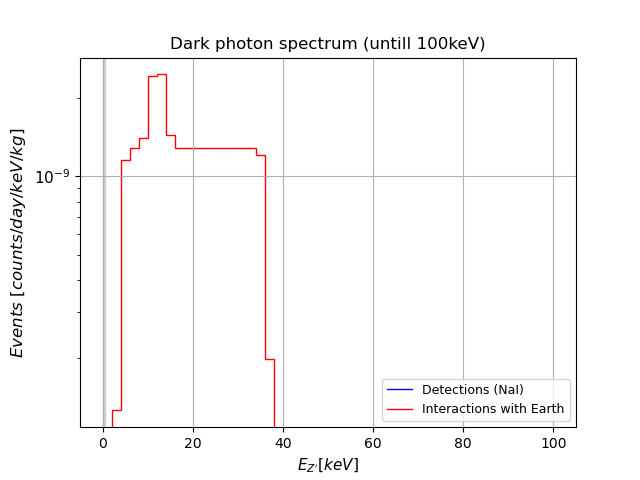 Dark photon spectrum (untill 100keV)
Events [counts/day/keV/kg]
10⁻⁹
0 20 40 60 80 100
E_{Z'}[keV]
Detections (NaI)
Interactions with Earth